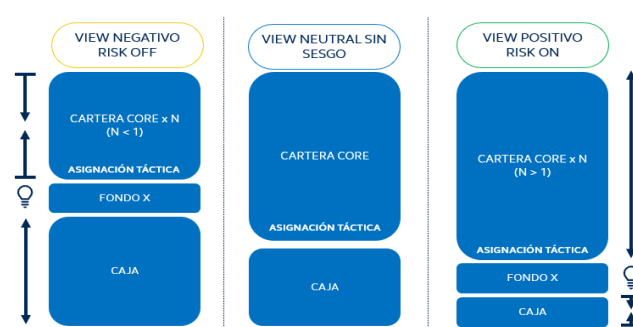 VIEW NEGATIVO
RISK OFF
CARTERA CORE x N
(N < 1)
ASIGNACIÓN TÁCTICA
FONDO X
CAJA
VIEW NEUTRAL SIN
SESGO
CARTERA CORE
ASIGNACIÓN TÁCTICA
CAJA
VIEW POSITIVO
RISK ON
CARTERA CORE x N
(N > 1)
ASIGNACIÓN TÁCTICA
FONDO X
CAJA